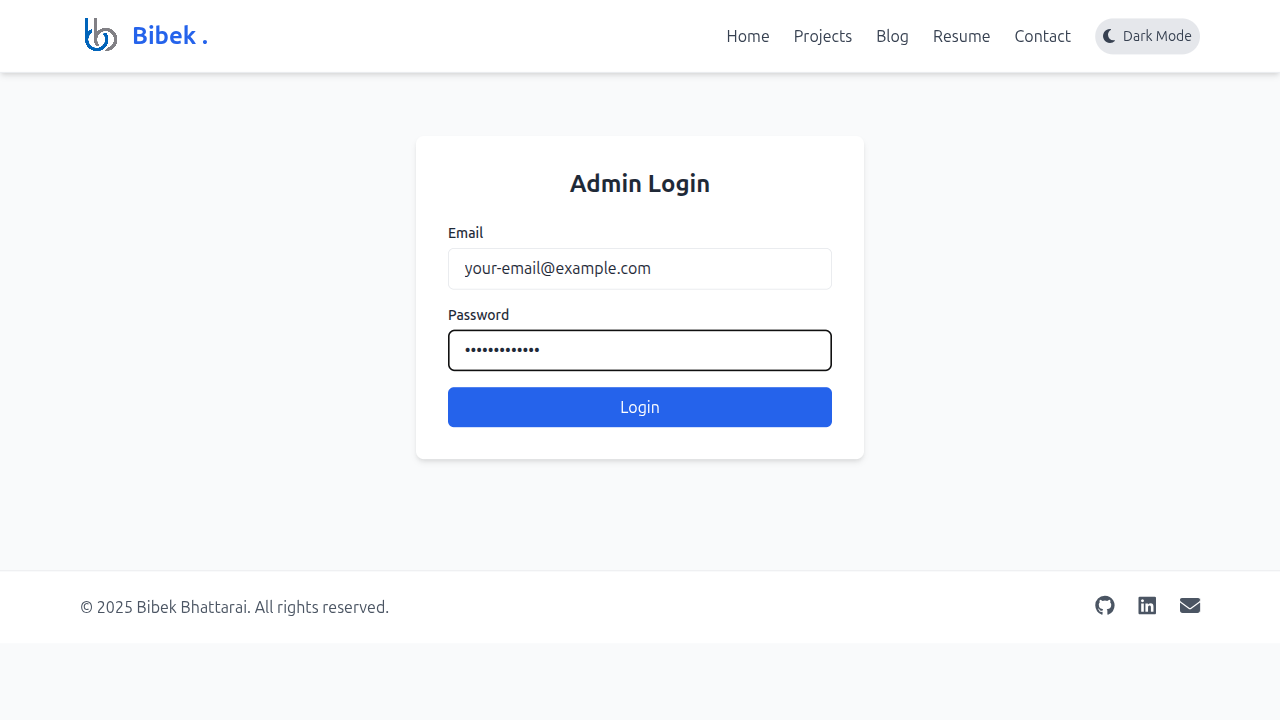 Bibek .
Home
Projects
Blog
Resume
Contact
Dark Mode
Admin Login
Email
your-email@example.com
Password
•••••••••••••
Login
© 2025 Bibek Bhattarai. All rights reserved.